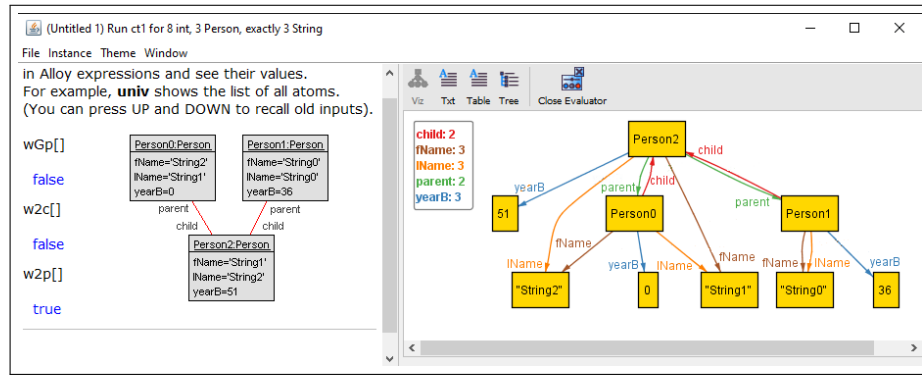 (Untitled 1) Run ct1 for 8 int, 3 Person, exactly 3 String
File Instance Theme Window
in Alloy expressions and see their values.
For example, univ shows the list of all atoms.
(You can press UP and DOWN to recall old inputs).
wGp[]
false
w2c[]
false
w2p[]
true
Person0:Person
fName='String2'
lName='String1'
yearB=0
Person1:Person
fName='String0'
lName='String0'
yearB=36
parent
parent
child
child
Person2:Person
fName='String1'
lName='String2'
yearB=51
Viz Txt Table Tree Close Evaluator
child: 2
fName: 3
lName: 3
parent: 2
yearB: 3
Person2
child
yearB
parent
child
parent
51
Person0
Person1
fName
lName
yearB
lName
fName
fName
lName
yearB
"String2"
0
"String1"
"String0"
36